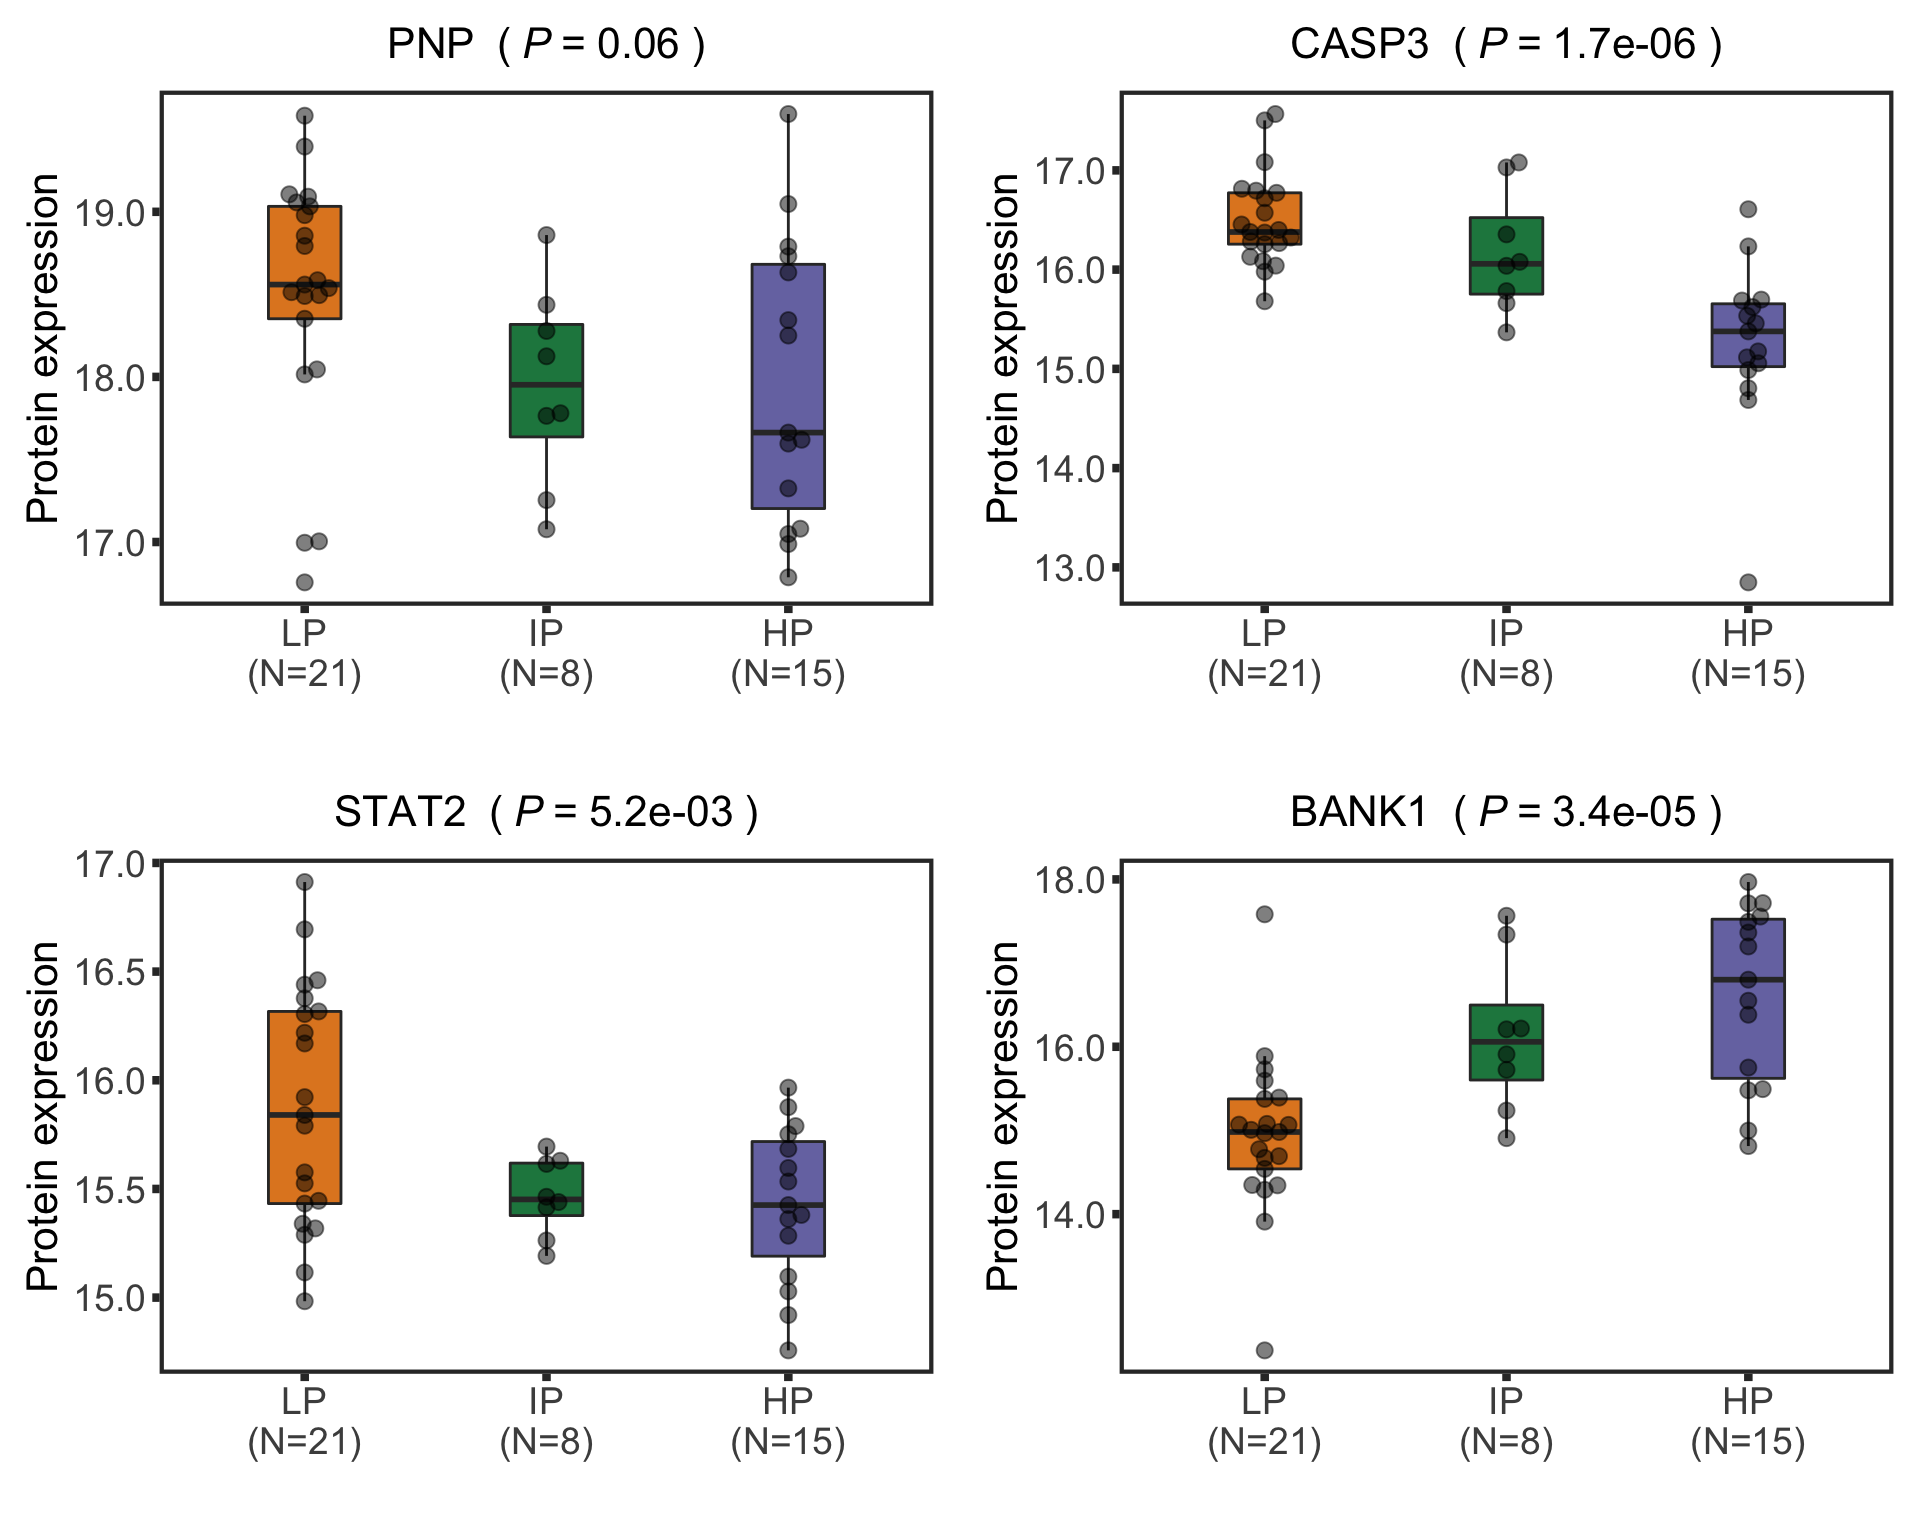 PNP ( P = 0.06 )
Protein expression
19.0
18.0
17.0
LP
(N=21)
IP
(N=8)
HP
(N=15)
CASP3 ( P = 1.7e-06 )
Protein expression
17.0
16.0
15.0
14.0
13.0
LP
(N=21)
IP
(N=8)
HP
(N=15)
STAT2 ( P = 5.2e-03 )
Protein expression
17.0
16.5
16.0
15.5
15.0
LP
(N=21)
IP
(N=8)
HP
(N=15)
BANK1 ( P = 3.4e-05 )
Protein expression
18.0
16.0
14.0
LP
(N=21)
IP
(N=8)
HP
(N=15)